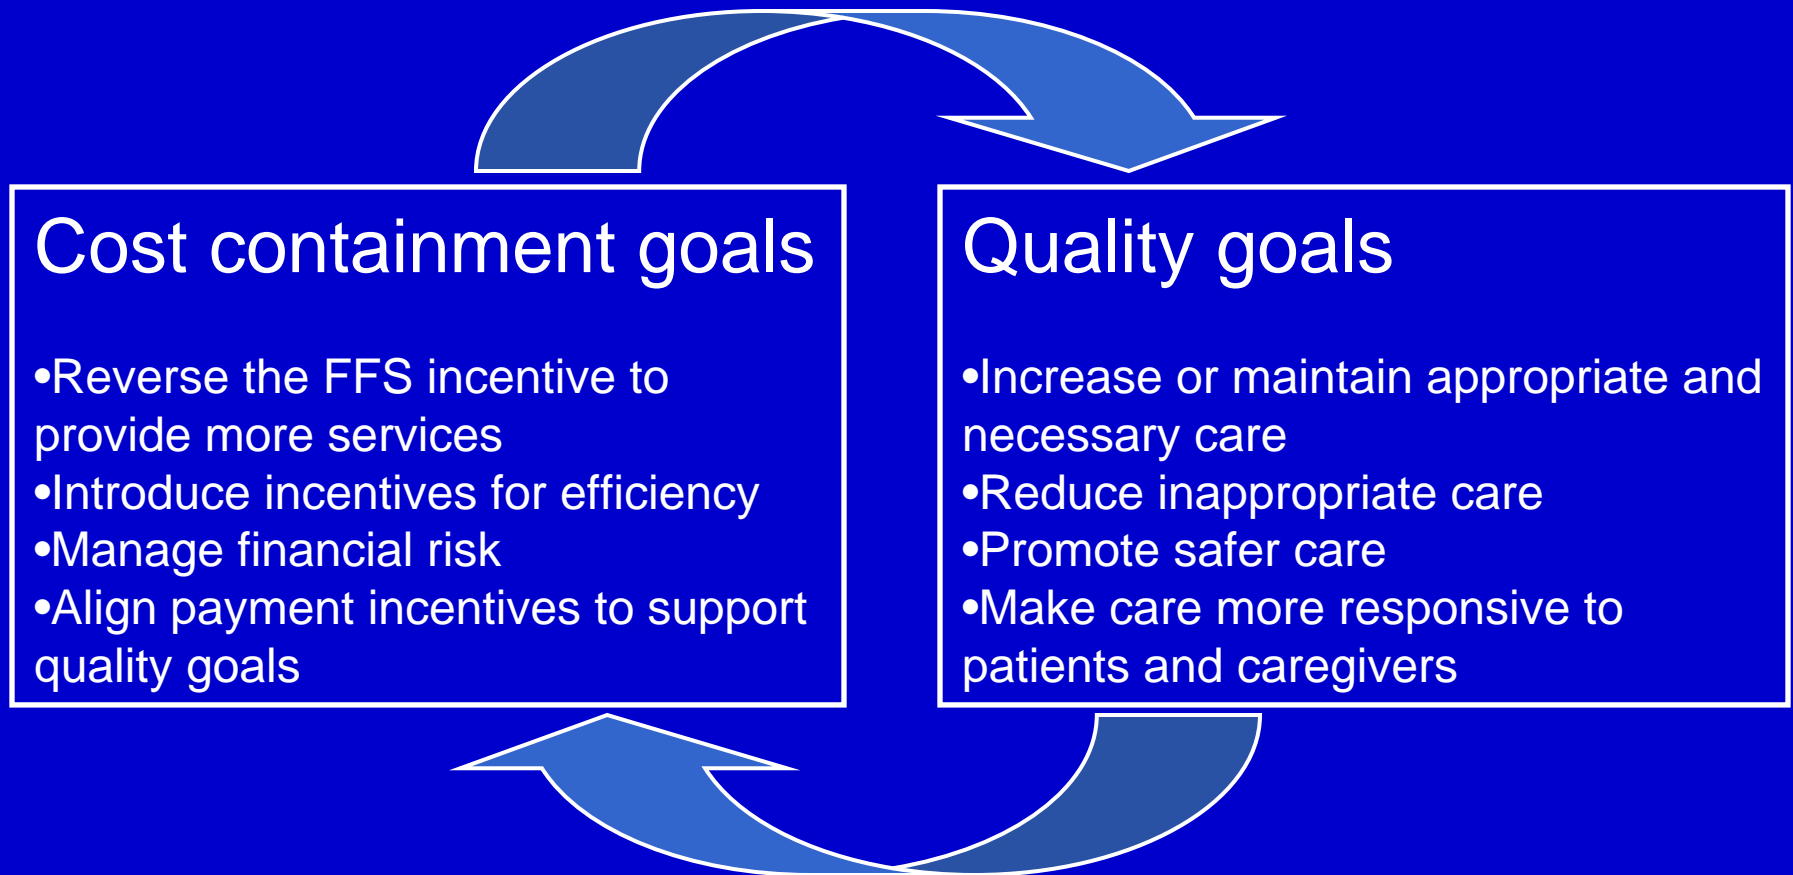 Cost containment goals
•Reverse the FFS incentive to
provide more services
•Introduce incentives for efficiency
•Manage financial risk
•Align payment incentives to support
quality goals
Quality goals
•Increase or maintain appropriate and
necessary care
•Reduce inappropriate care
•Promote safer care
•Make care more responsive to
patients and caregivers